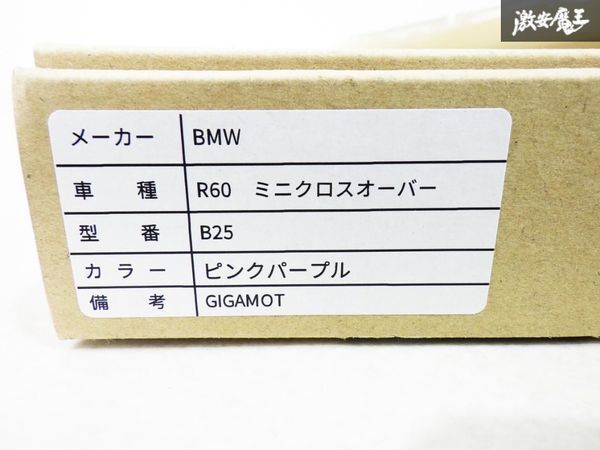 激安魔王
メーカー BMW
車種 R60 ミニクロスオーバー
型番 B25
カラー ピンクパープル
備考 GIGAMOT